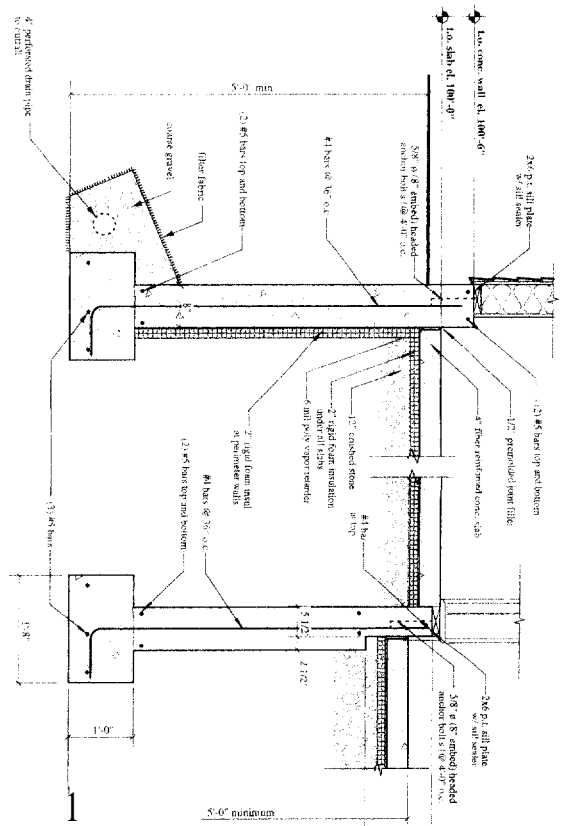 t.o. conc. wall el. 100'-6"
t.o. slab el. 100'-0"
2x6 p.t. sill plate
w/ sill sealer
5/8" ø (8" embed) headed
anchor bolt s (@ 4'-0" o.c.
#4 bars @ 36" o.c.
(2) #5 bars top and bottom
filter fabric
coarse gravel
4" perforated drain pipe
to outfall
5'-0" min
8"
(2) #5 bars top and bottom
1/2" premolded joint filler
4" fiber reinforced conc. slab
12" crushed stone
2" rigid foam insulation
under all slabs
6 mil poly vapor retarder
2" rigid foam insul
at perimeter walls
#4 bar
at top
#4 bars @ 36" o.c.
(2) #5 bars top
and bottom
(3) #5 bars
5 1/2"
2 1/2"
2x6 p.t. sill plate
w/ sill sealer
5/8" ø (8" embed) headed
anchor bolt s (@ 4'-0" o.c.
1'-8"
1'-0"
5'-0" minimum
1